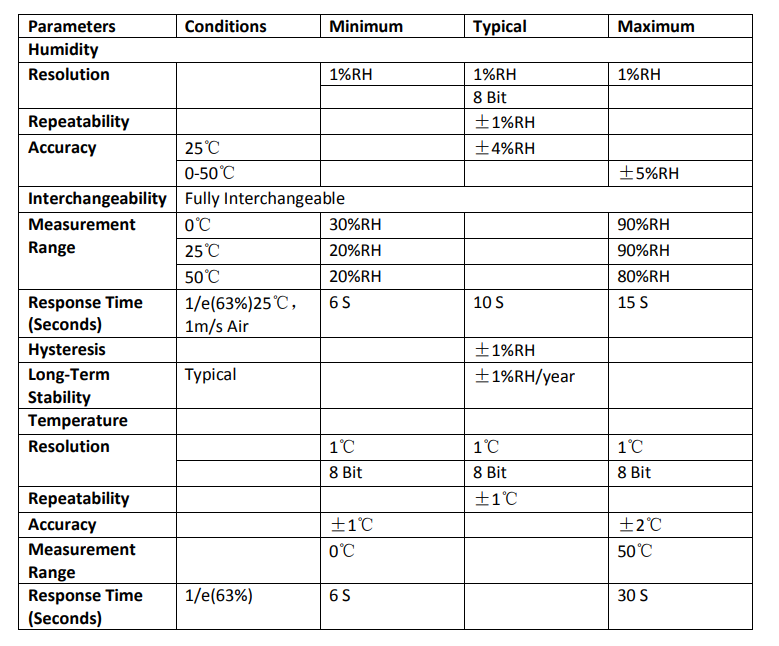 Parameters Conditions Minimum Typical Maximum
Humidity
Resolution 1%RH 1%RH 1%RH
8 Bit
Repeatability ±1%RH
Accuracy 25℃ ±4%RH
0-50℃ ±5%RH
Interchangeability Fully Interchangeable
Measurement 0℃ 30%RH 90%RH
Range 25℃ 20%RH 90%RH
50℃ 20%RH 80%RH
Response Time 1/e(63%)25℃， 6 S 10 S 15 S
(Seconds) 1m/s Air
Hysteresis ±1%RH
Long-Term Typical ±1%RH/year
Stability
Temperature
Resolution 1℃ 1℃ 1℃
8 Bit 8 Bit 8 Bit
Repeatability ±1℃
Accuracy ±1℃ ±2℃
Measurement 0℃ 50℃
Range
Response Time 1/e(63%) 6 S 30 S
(Seconds)